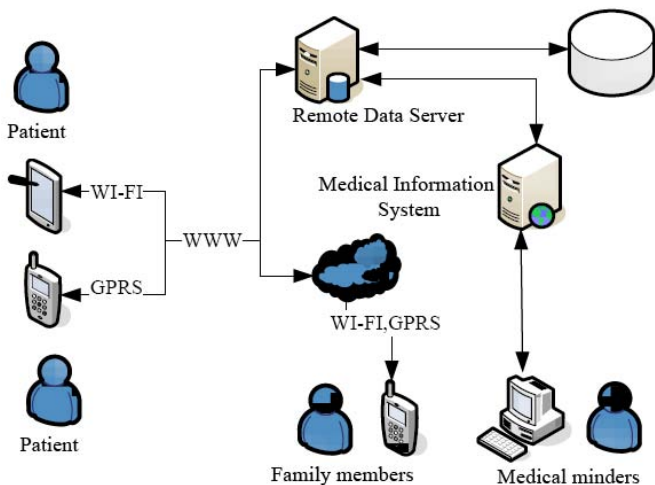 Patient
Remote Data Server
WI-FI
Medical Information
System
WWW
GPRS
WI-FI,GPRS
Patient
Family members
Medical minders